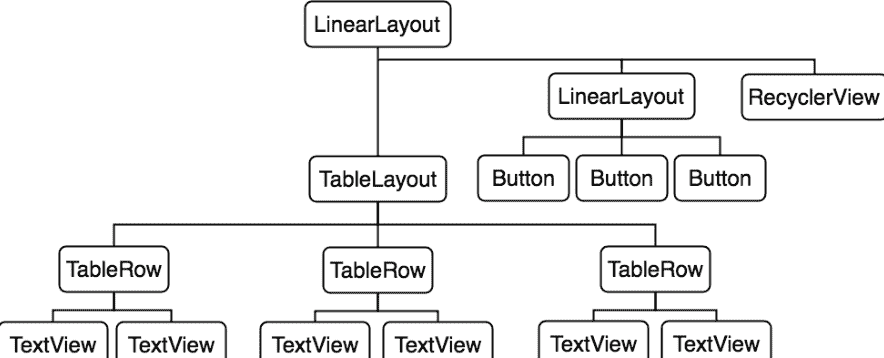 LinearLayout
LinearLayout
RecyclerView
TableLayout
Button
Button
Button
TableRow
TableRow
TableRow
TextView
TextView
TextView
TextView
TextView
TextView